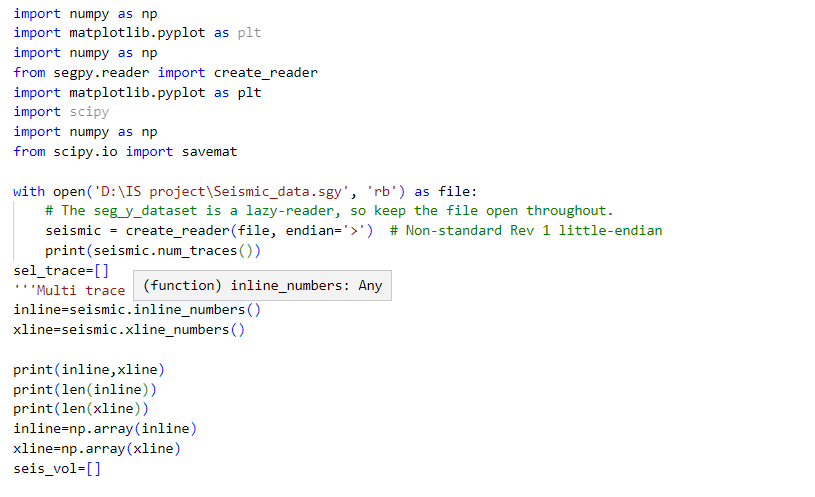 import numpy as np
import matplotlib.pyplot as plt
import numpy as np
from segpy.reader import create_reader
import matplotlib.pyplot as plt
import scipy
import numpy as np
from scipy.io import savemat

with open('D:\IS project\Seismic_data.sgy', 'rb') as file:
    # The seg_y_dataset is a lazy-reader, so keep the file open throughout.
    seismic = create_reader(file, endian='>')  # Non-standard Rev 1 little-endian
    print(seismic.num_traces())
sel_trace=[]
'''Multi trace
(function) inline_numbers: Any
inline=seismic.inline_numbers()
xline=seismic.xline_numbers()

print(inline,xline)
print(len(inline))
print(len(xline))
inline=np.array(inline)
xline=np.array(xline)
seis_vol=[]